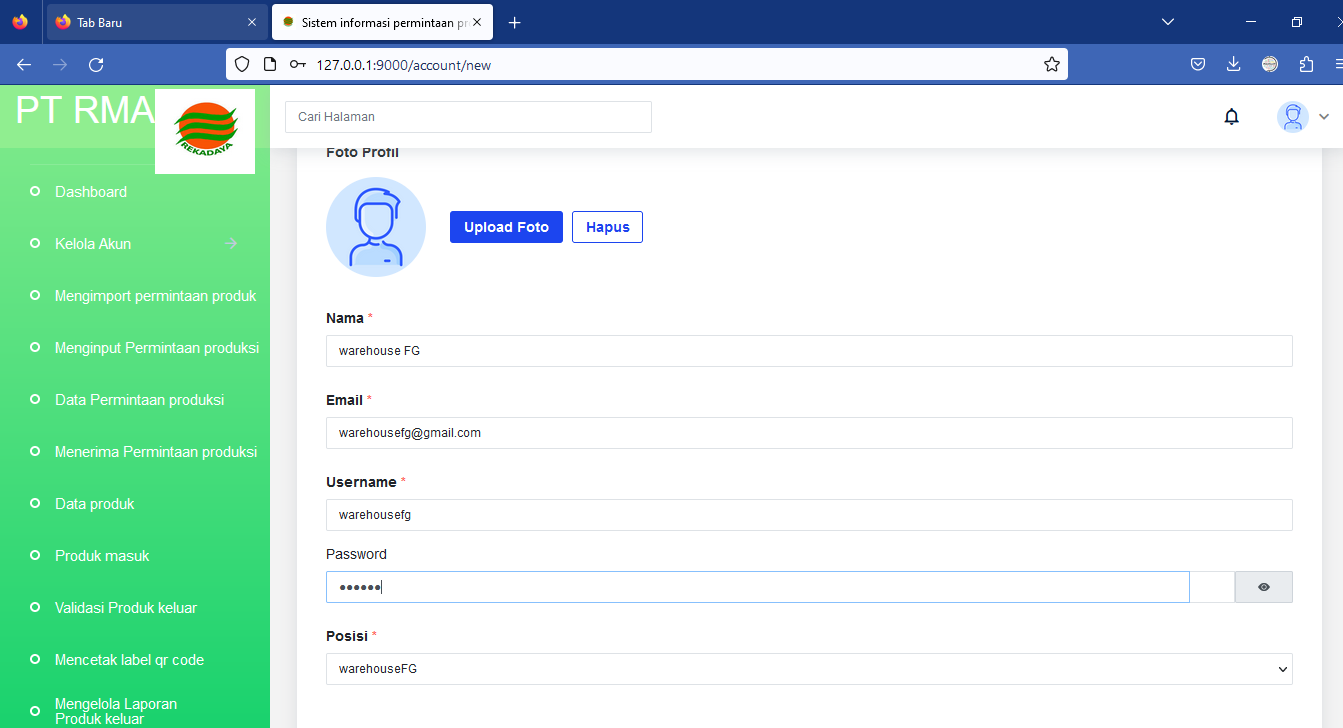 Tab Baru
Sistem informasi permintaan pr
127.0.0.1:9000/account/new
PT RMA
REKADAYA
Cari Halaman
Dashboard
Kelola Akun
Mengimport permintaan produk
Menginput Permintaan produksi
Data Permintaan produksi
Menerima Permintaan produksi
Data produk
Produk masuk
Validasi Produk keluar
Mencetak label qr code
Mengelola Laporan
Produk keluar
Foto Profil
Upload Foto
Hapus
Nama *
warehouse FG
Email *
warehousefg@gmail.com
Username *
warehousefg
Password
••••••
Posisi *
warehouseFG